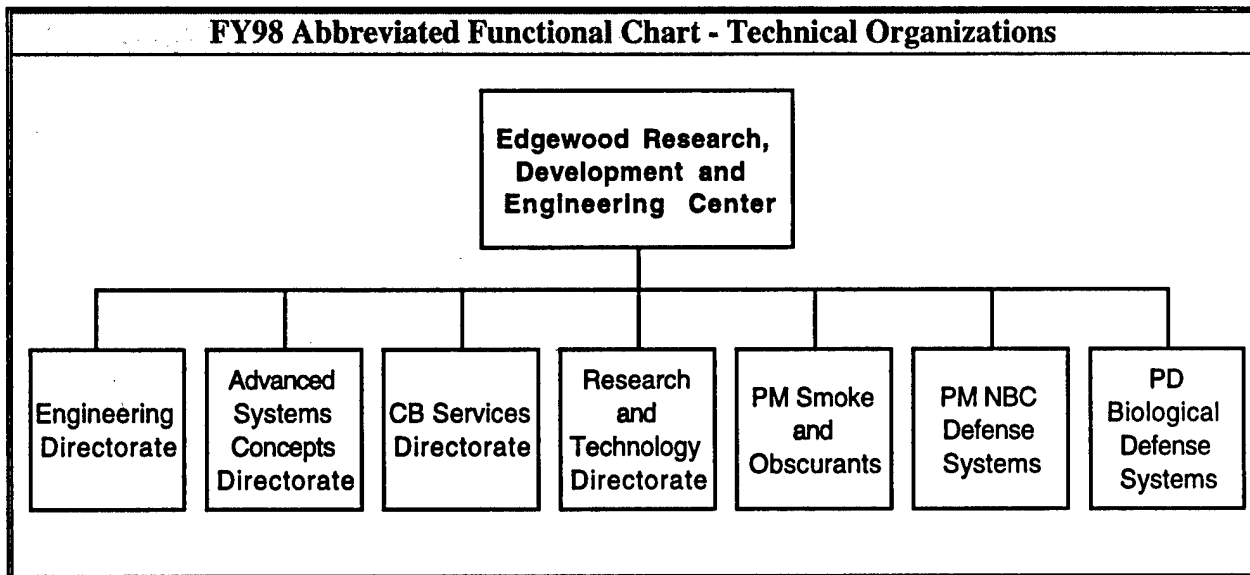 FY98 Abbreviated Functional Chart - Technical Organizations
Edgewood Research,
Development and
Engineering Center
Engineering
Directorate
Advanced
Systems
Concepts
Directorate
CB Services
Directorate
Research
and
Technology
Directorate
PM Smoke
and
Obscurants
PM NBC
Defense
Systems
PD
Biological
Defense
Systems